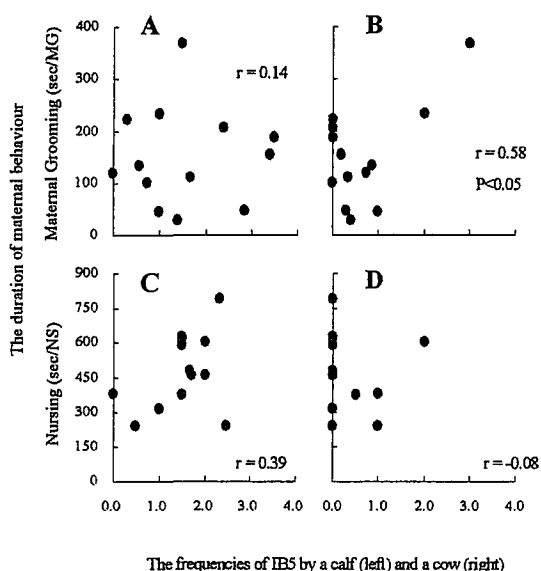 The duration of maternal behaviour
Maternal Grooming (sec/MG)
400
300
200
100
0
A
r = 0.14
B
r = 0.58
P<0.05
Nursing (sec/NS)
900
750
600
450
300
150
0
C
r = 0.39
D
r = -0.08
0.0 1.0 2.0 3.0 4.0
0.0 1.0 2.0 3.0 4.0
The frequencies of IB5 by a calf (left) and a cow (right)